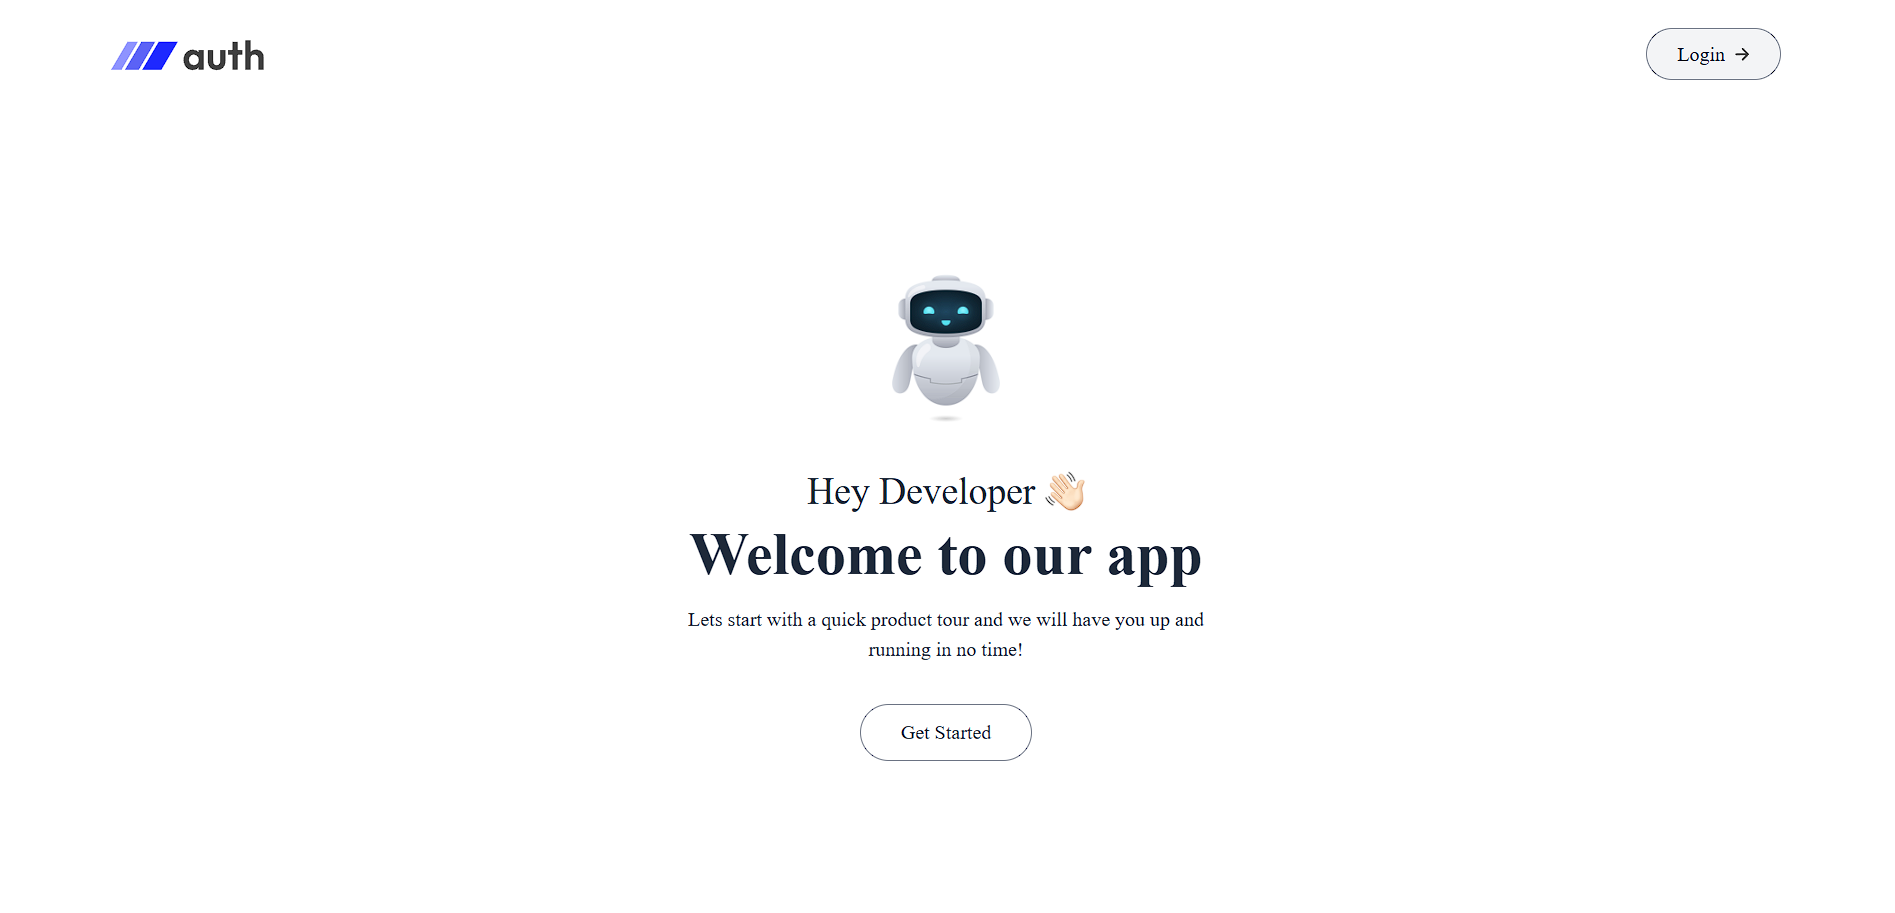 auth
Login
Hey Developer 👋🏻
Welcome to our app
Lets start with a quick product tour and we will have you up and
running in no time!
Get Started